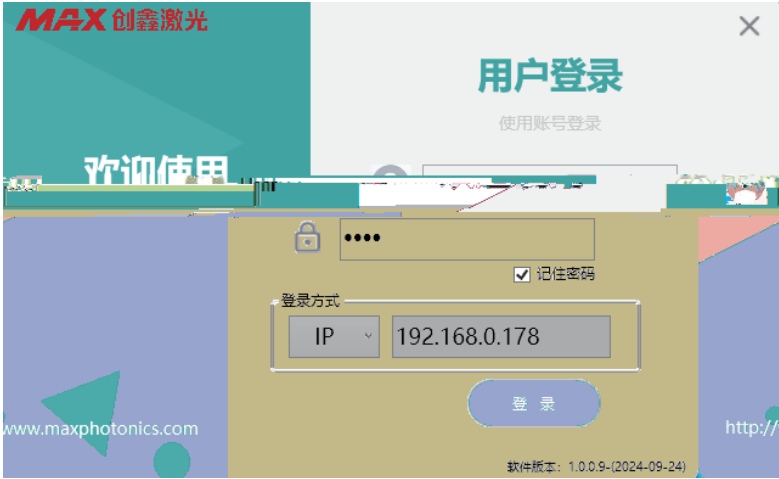 MAX 创鑫激光
用户登录
使用账号登录
欢迎使用
••••
记住密码
登录方式
IP
192.168.0.178
登 录
www.maxphotonics.com
http://
软件版本: 1.0.0.9-(2024-09-24)